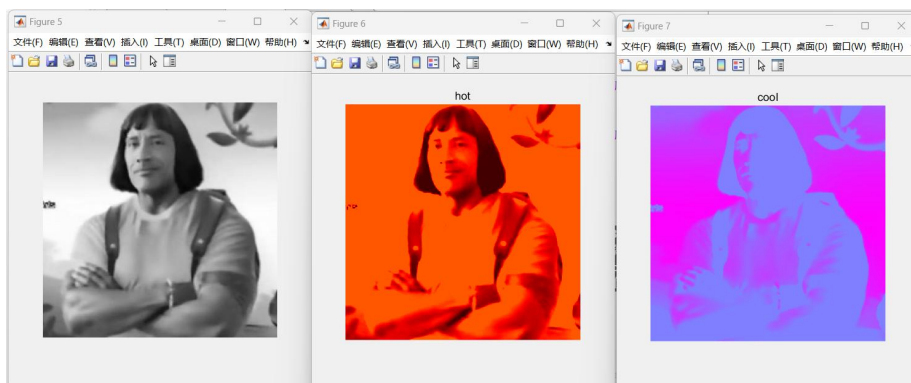 Figure 5
文件(F) 编辑(E) 查看(V) 插入(I) 工具(T) 桌面(D) 窗口(W) 帮助(H)
Figure 6
文件(F) 编辑(E) 查看(V) 插入(I) 工具(T) 桌面(D) 窗口(W) 帮助(H)
hot
Figure 7
文件(F) 编辑(E) 查看(V) 插入(I) 工具(T) 桌面(D) 窗口(W) 帮助(H)
cool